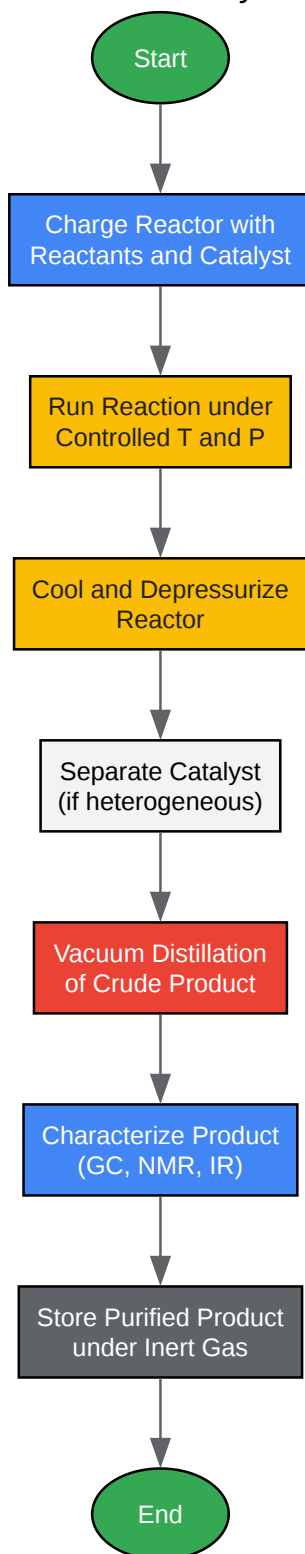 Start
Charge Reactor with
Reactants and Catalyst
Run Reaction under
Controlled T and P
Cool and Depressurize
Reactor
Separate Catalyst
(if heterogeneous)
Vacuum Distillation
of Crude Product
Characterize Product
(GC, NMR, IR)
Store Purified Product
under Inert Gas
End